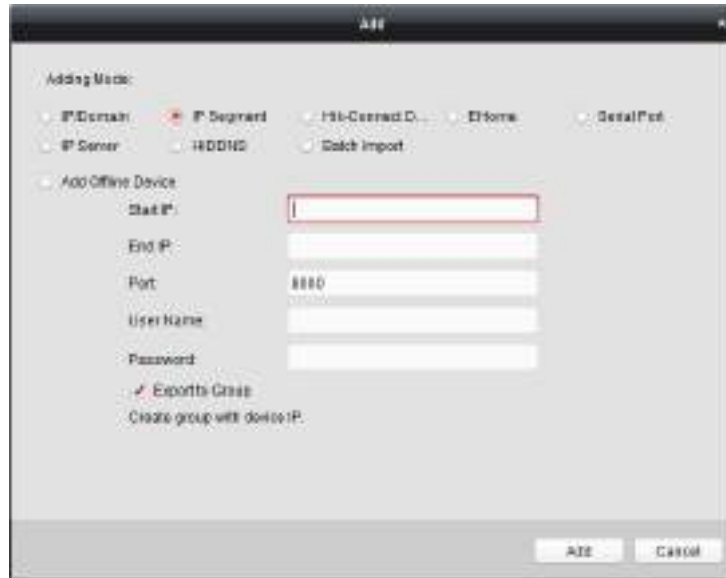 Add
Adding Mode:
IP/Domain IP Segment Hik-Connect D... EHome Serial Port
IP Server HiDDNS Batch Import
Add Offline Device
Start IP:
End IP:
Port: 8000
User Name:
Password:
Export to Group
Create group with device IP.
Add Cancel